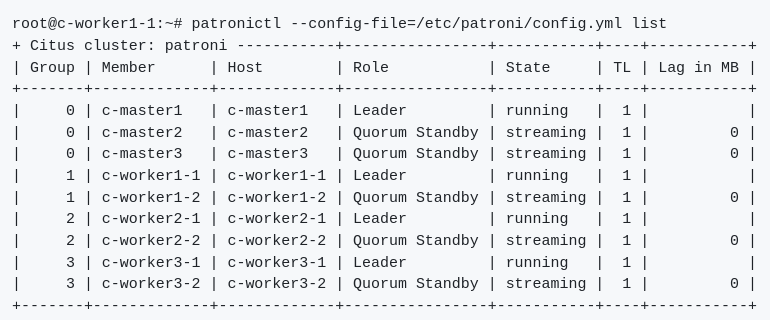 root@c-worker1-1:~# patronictl --config-file=/etc/patroni/config.yml list
+ Citus cluster: patroni -----------+----------------+-----------+----+-----------+
| Group | Member      | Host        | Role           | State     | TL | Lag in MB |
+-------+-------------+-------------+----------------+-----------+----+-----------+
|     0 | c-master1   | c-master1   | Leader         | running   |  1 |           |
|     0 | c-master2   | c-master2   | Quorum Standby | streaming |  1 |         0 |
|     0 | c-master3   | c-master3   | Quorum Standby | streaming |  1 |         0 |
|     1 | c-worker1-1 | c-worker1-1 | Leader         | running   |  1 |           |
|     1 | c-worker1-2 | c-worker1-2 | Quorum Standby | streaming |  1 |         0 |
|     2 | c-worker2-1 | c-worker2-1 | Leader         | running   |  1 |           |
|     2 | c-worker2-2 | c-worker2-2 | Quorum Standby | streaming |  1 |         0 |
|     3 | c-worker3-1 | c-worker3-1 | Leader         | running   |  1 |           |
|     3 | c-worker3-2 | c-worker3-2 | Quorum Standby | streaming |  1 |         0 |
+-------+-------------+-------------+----------------+-----------+----+-----------+